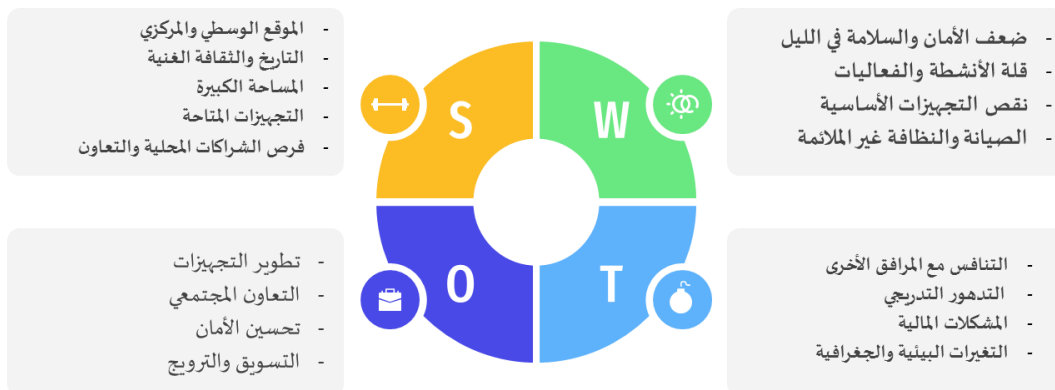 - الموقع الوسطي والمركزي
- التاريخ والثقافة الغنية
- المساحة الكبيرة
- التجهيزات المتاحة
- فرص الشراكات المحلية والتعاون
S
W
- ضعف الأمان والسلامة في الليل
- قلة الأنشطة والفعاليات
- نقص التجهيزات الأساسية
- الصيانة والنظافة غير الملائمة
- تطوير التجهيزات
- التعاون المجتمعي
- تحسين الأمان
- التسويق والترويج
O
T
- التنافس مع المرافق الأخرى
- التدهور التدريجي
- المشكلات المالية
- التغيرات البيئية والجغرافية